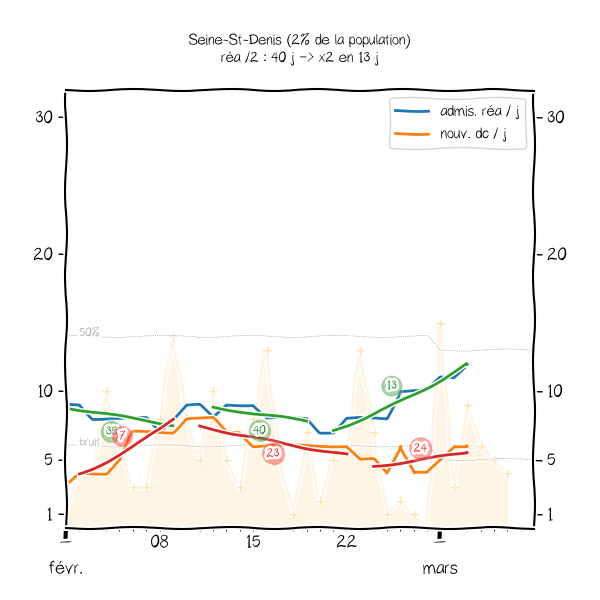 Seine-St-Denis (2% de la population)
réa /2 : 40 j -> x2 en 13 j
admis. réa / j
nouv. dc / j
30 30
20 20
50%
13
10 10
7
40
24
23
bruit
5 5
1 1
08 15 22
févr. mars